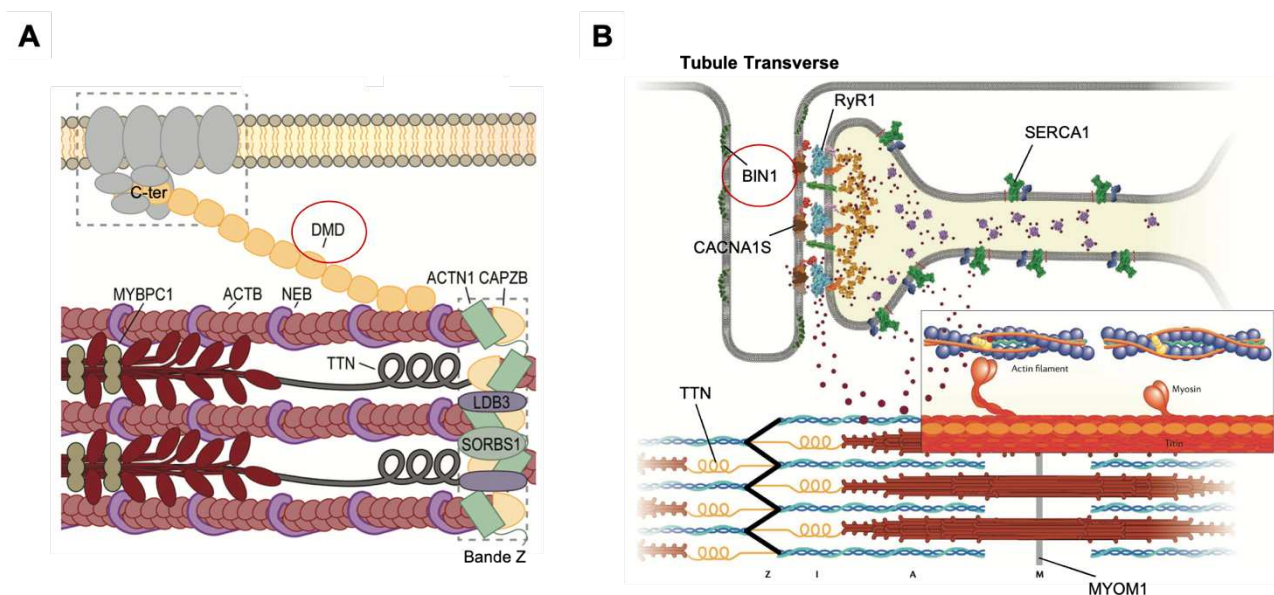 A
C-ter
DMD
ACTN1 CAPZB
MYBPC1
ACTB
NEB
TTN
LDB3
SORBS1
Bande Z
B
Tubule Transverse
RyR1
SERCA1
BIN1
CACNA1S
Actin filament
Myosin
Titin
TTN
Z
I
A
M
MYOM1